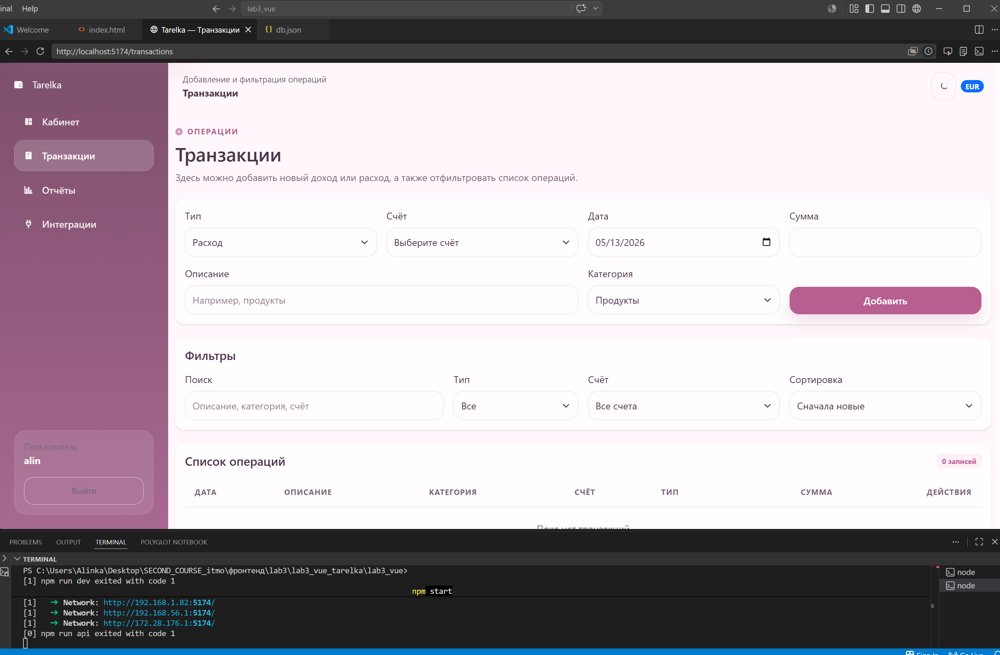 inal Help lab3_vue
Welcome index.html Tarelka — Транзакции db.json
http://localhost:5174/transactions
Tarelka
Кабинет
Транзакции
Отчёты
Интеграции
Пользователь
alin
Выйти
Добавление и фильтрация операций
Транзакции
EUR
ОПЕРАЦИИ
Транзакции
Здесь можно добавить новый доход или расход, а также отфильтровать список операций.
Тип Счёт Дата Сумма
Расход Выберите счёт 05/13/2026
Описание Категория
Например, продукты Продукты Добавить
Фильтры
Поиск Тип Счёт Сортировка
Описание, категория, счёт Все Все счета Сначала новые
Список операций 0 записей
ДАТА ОПИСАНИЕ КАТЕГОРИЯ СЧЁТ ТИП СУММА ДЕЙСТВИЯ
Пока нет транзакций
PROBLEMS OUTPUT TERMINAL POLYGLOT NOTEBOOK
TERMINAL
PS C:\Users\Alinka\Desktop\SECOND_COURSE_itmo\фронтенд\lab3\lab3_vue_tarelka\lab3_vue>
[1] npm run dev exited with code 1
npm start
[1] ➜ Network: http://192.168.1.82:5174/
[1] ➜ Network: http://192.168.56.1:5174/
[1] ➜ Network: http://172.28.176.1:5174/
[0] npm run api exited with code 1
node
node
Sign In Go Live